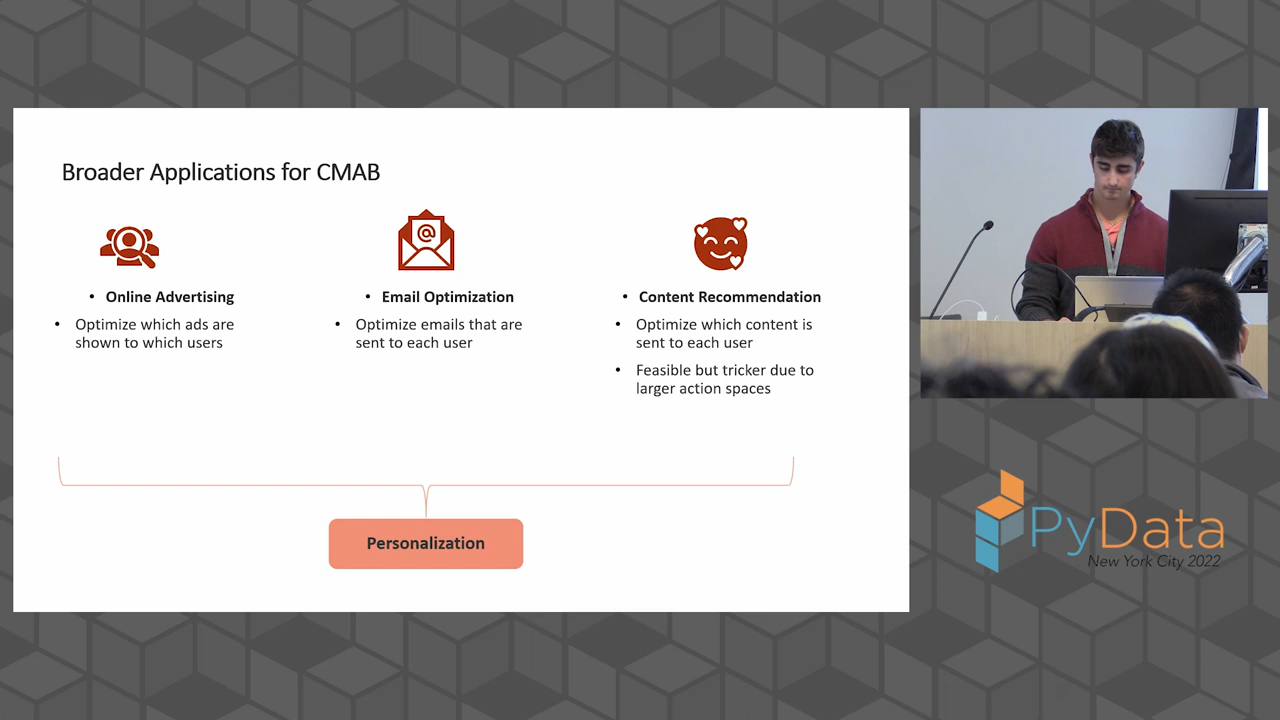 Broader Applications for CMAB
• Online Advertising
• Optimize which ads are
shown to which users
@
• Email Optimization
• Optimize emails that are
sent to each user
• Content Recommendation
• Optimize which content is
sent to each user
• Feasible but tricker due to
larger action spaces
Personalization
PyData
New York City 2022